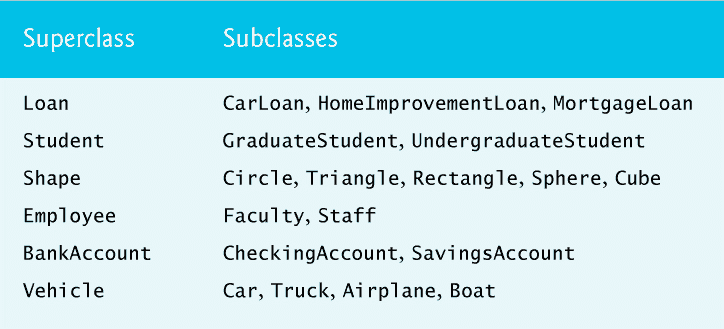 Superclass Subclasses
Loan CarLoan, HomeImprovementLoan, MortgageLoan
Student GraduateStudent, UndergraduateStudent
Shape Circle, Triangle, Rectangle, Sphere, Cube
Employee Faculty, Staff
BankAccount CheckingAccount, SavingsAccount
Vehicle Car, Truck, Airplane, Boat